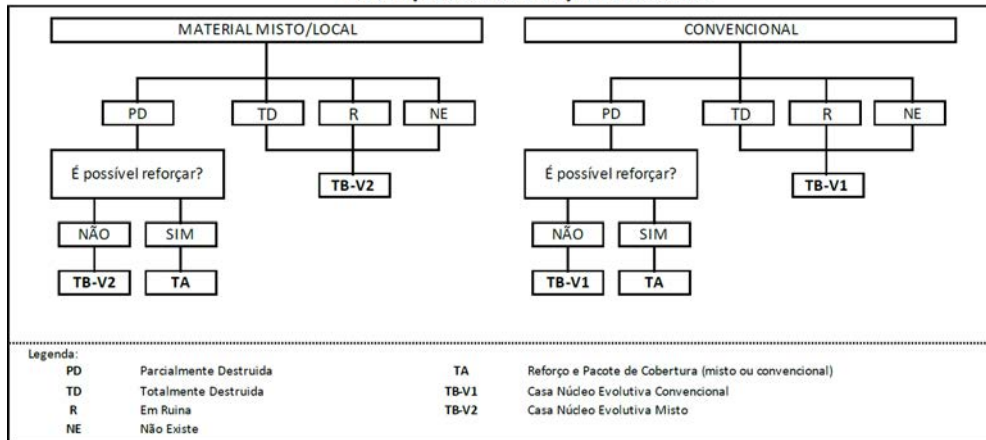 MATERIAL MISTO/LOCAL
PD
TD
R
NE
É possível reforçar?
TB-V2
NÃO
SIM
TB-V2
TA
CONVENCIONAL
PD
TD
R
NE
É possível reforçar?
TB-V1
NÃO
SIM
TB-V1
TA
Legenda:
PD Parcialmente Destruida
TD Totalmente Destruida
R Em Ruina
NE Não Existe
TA Reforço e Pacote de Cobertura (misto ou convencional)
TB-V1 Casa Núcleo Evolutiva Convencional
TB-V2 Casa Núcleo Evolutiva Misto